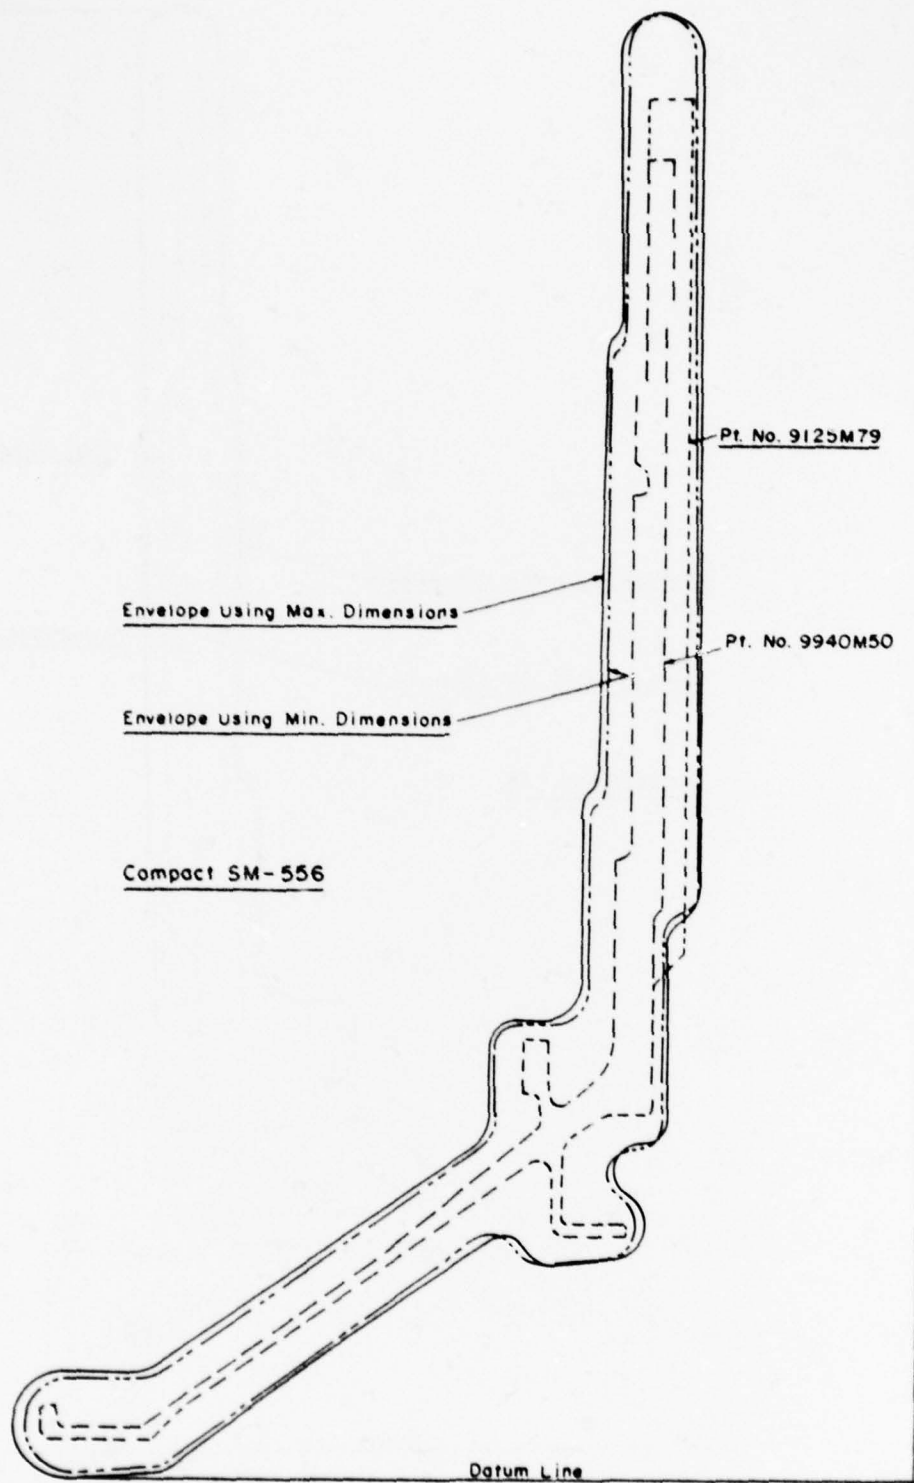 Pt. No. 9125M79
Envelope Using Max. Dimensions
Pt. No. 9940M50
Envelope Using Min. Dimensions
Compact SM-556
Datum Line